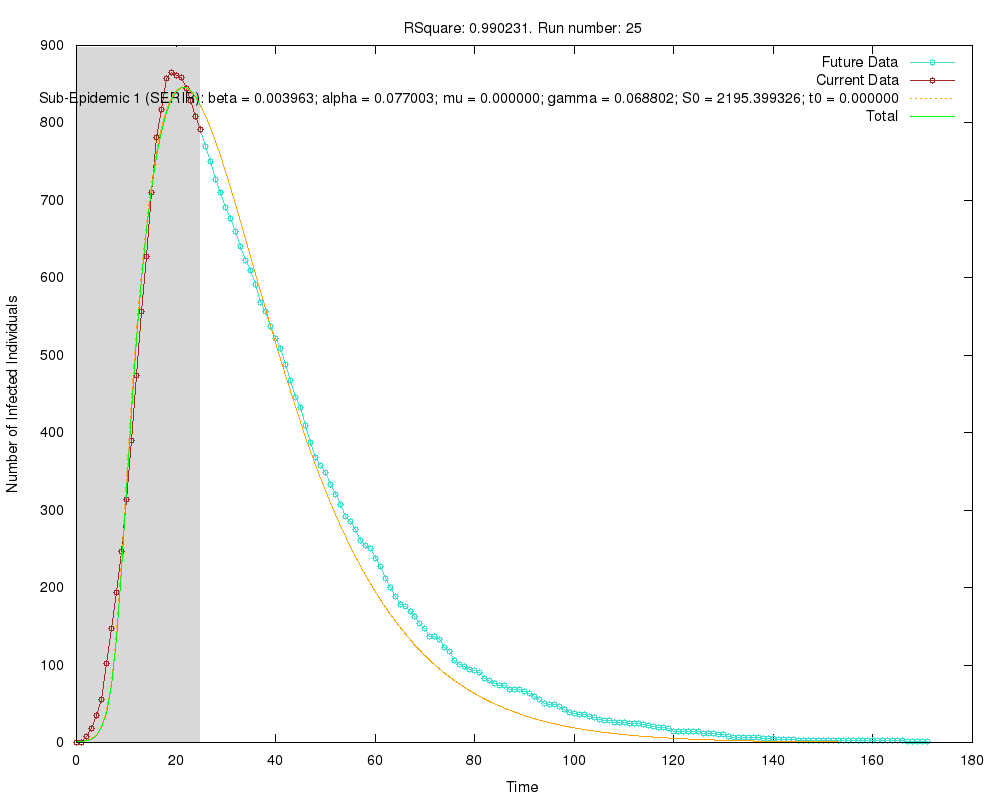 RSquare: 0.990231. Run number: 25
900
800
700
600
500
400
300
200
100
0
Number of Infected Individuals
Future Data
Current Data
Sub-Epidemic 1 (SERIR): beta = 0.003963; alpha = 0.077003; mu = 0.000000; gamma = 0.068802; S0 = 2195.399326; t0 = 0.000000
Total
0 20 40 60 80 100 120 140 160 180
Time